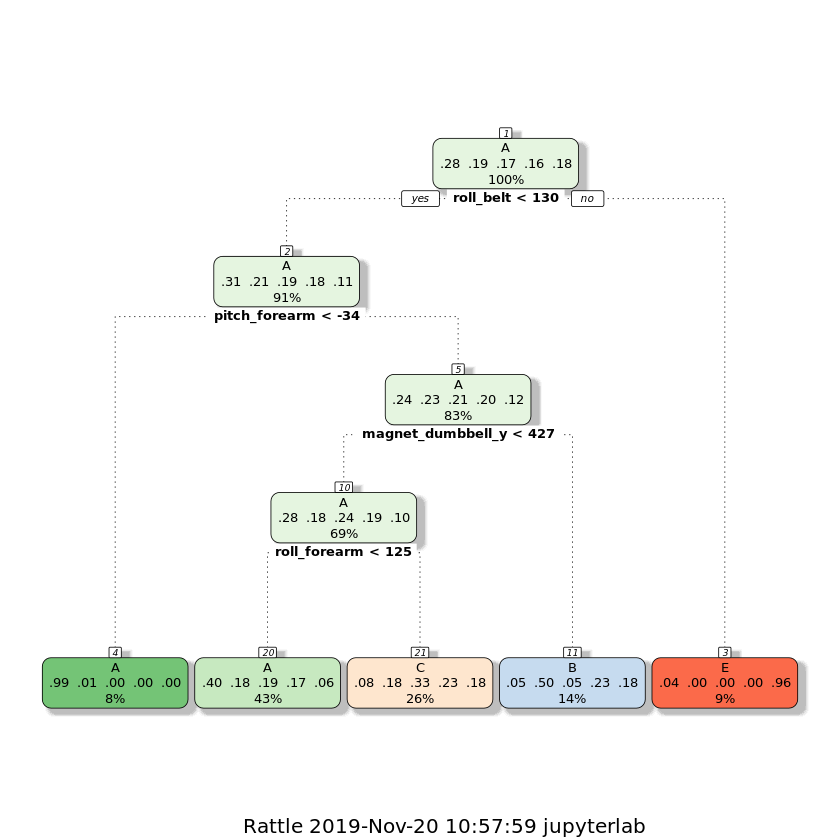 1
A
.28 .19 .17 .16 .18
100%
yes roll_belt < 130 no
2
A
.31 .21 .19 .18 .11
91%
pitch_forearm < -34
5
A
.24 .23 .21 .20 .12
83%
magnet_dumbbell_y < 427
10
A
.28 .18 .24 .19 .10
69%
roll_forearm < 125
4
A
.99 .01 .00 .00 .00
8%
20
A
.40 .18 .19 .17 .06
43%
21
C
.08 .18 .33 .23 .18
26%
11
B
.05 .50 .05 .23 .18
14%
3
E
.04 .00 .00 .00 .96
9%
Rattle 2019-Nov-20 10:57:59 jupyterlab